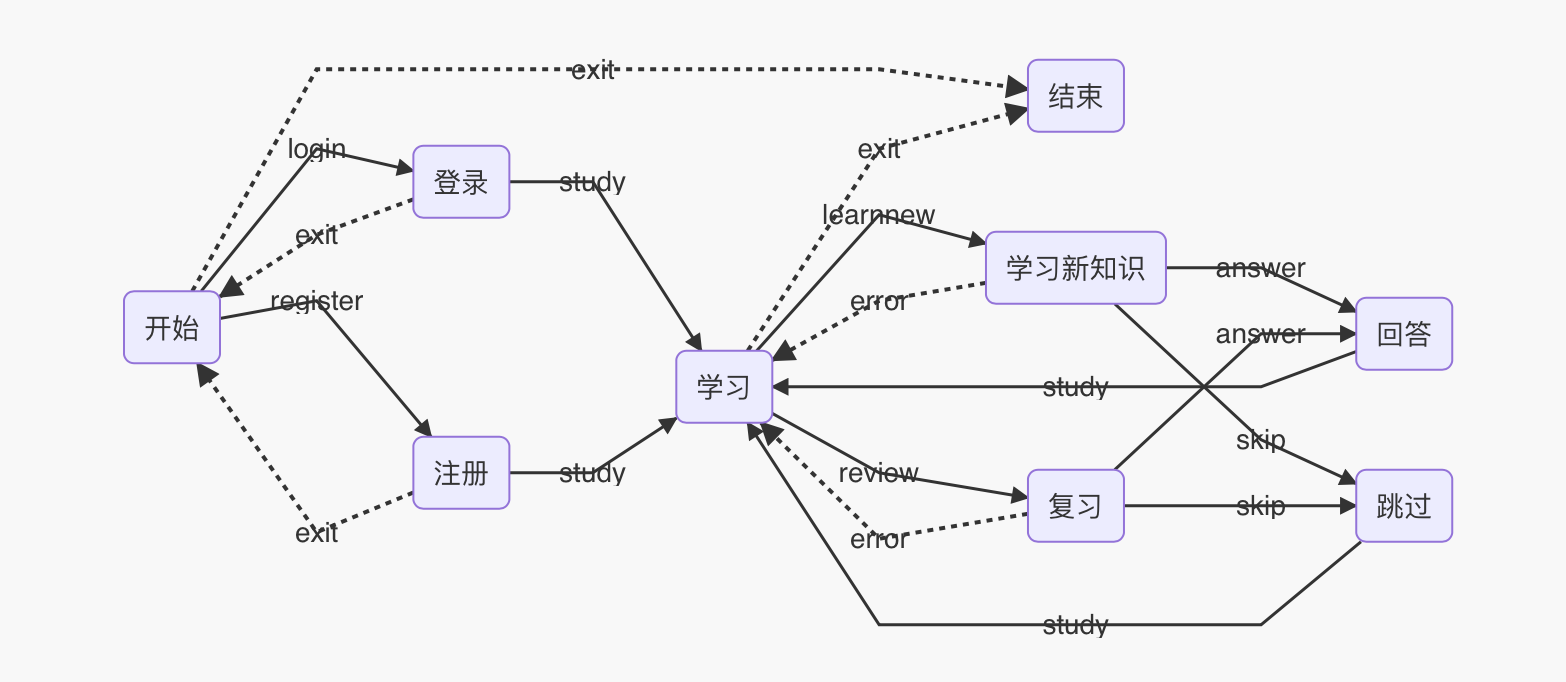 exit
结束
login
exit
登录
study
learnnew
exit
学习新知识
answer
register
error
开始
answer
回答
学习
study
skip
注册
study
review
复习
skip
跳过
exit
error
study